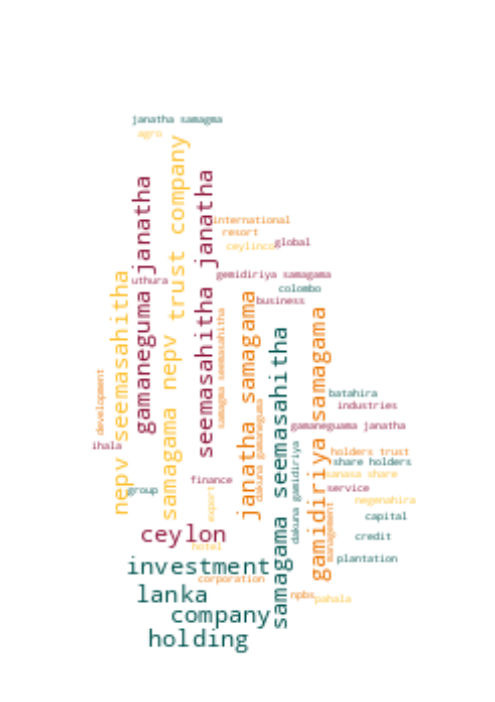 janatha samagma
agro
samagama nepv trust company
gamaneguma janatha
seemasahitha janatha
international
resort
ceylinco
global
uthura
gemidiriya samagama
colombo
business
nepv seemasahitha
janatha samagama
samagama seemasahitha
gamidiriya samagama
samagma seemasahitha
development
dakuna gamaneguma
batahira
industries
gamaneguama janatha
ihala
dakuna gamidiriya
holders trust
share holders
sanasa share
finance
service
group
export
negenahira
management
capital
ceylon
credit
hotel
plantation
investment
corporation
lanka
npbs
pahala
company
holding